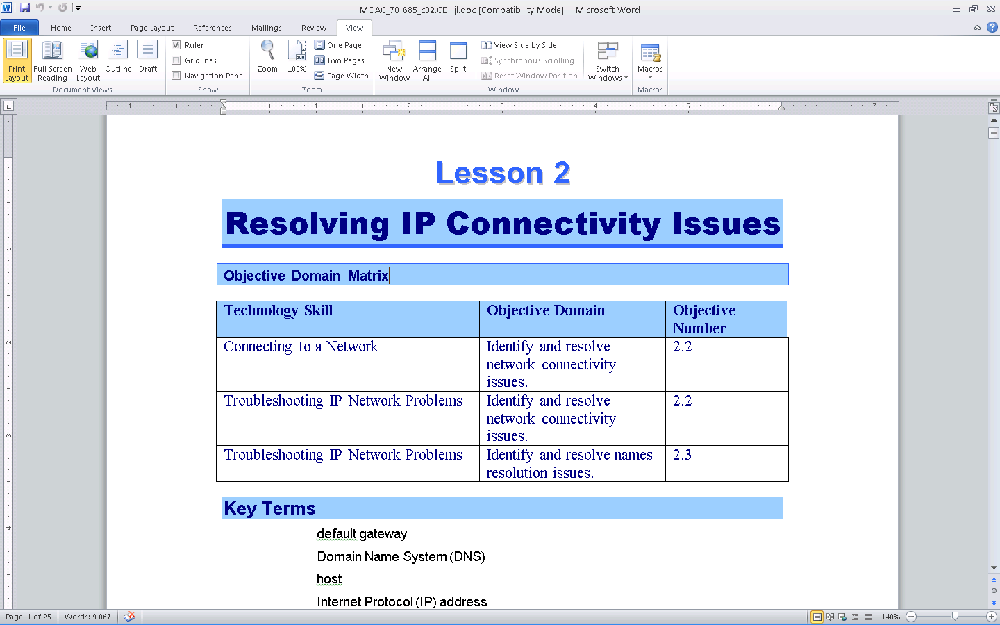 MOAC_70-685_c02.CE--jl.doc [Compatibility Mode] - Microsoft Word
File Home Insert Page Layout References Mailings Review View
Print Layout
Full Screen Reading
Web Layout
Outline
Draft
Document Views
Ruler
Gridlines
Navigation Pane
Show
Zoom
100%
One Page
Two Pages
Page Width
Zoom
New Window
Arrange All
Split
View Side by Side
Synchronous Scrolling
Reset Window Position
Window
Switch Windows
Macros
Macros
1 1 2 3 4 5 7
Lesson 2
Resolving IP Connectivity Issues
Objective Domain Matrix
Technology Skill Objective Domain Objective
Number
Connecting to a Network Identify and resolve 2.2
network connectivity
issues.
Troubleshooting IP Network Problems Identify and resolve 2.2
network connectivity
issues.
Troubleshooting IP Network Problems Identify and resolve names 2.3
resolution issues.
Key Terms
default gateway
Domain Name System (DNS)
host
Internet Protocol (IP) address
Page: 1 of 25 Words: 9,067 140%